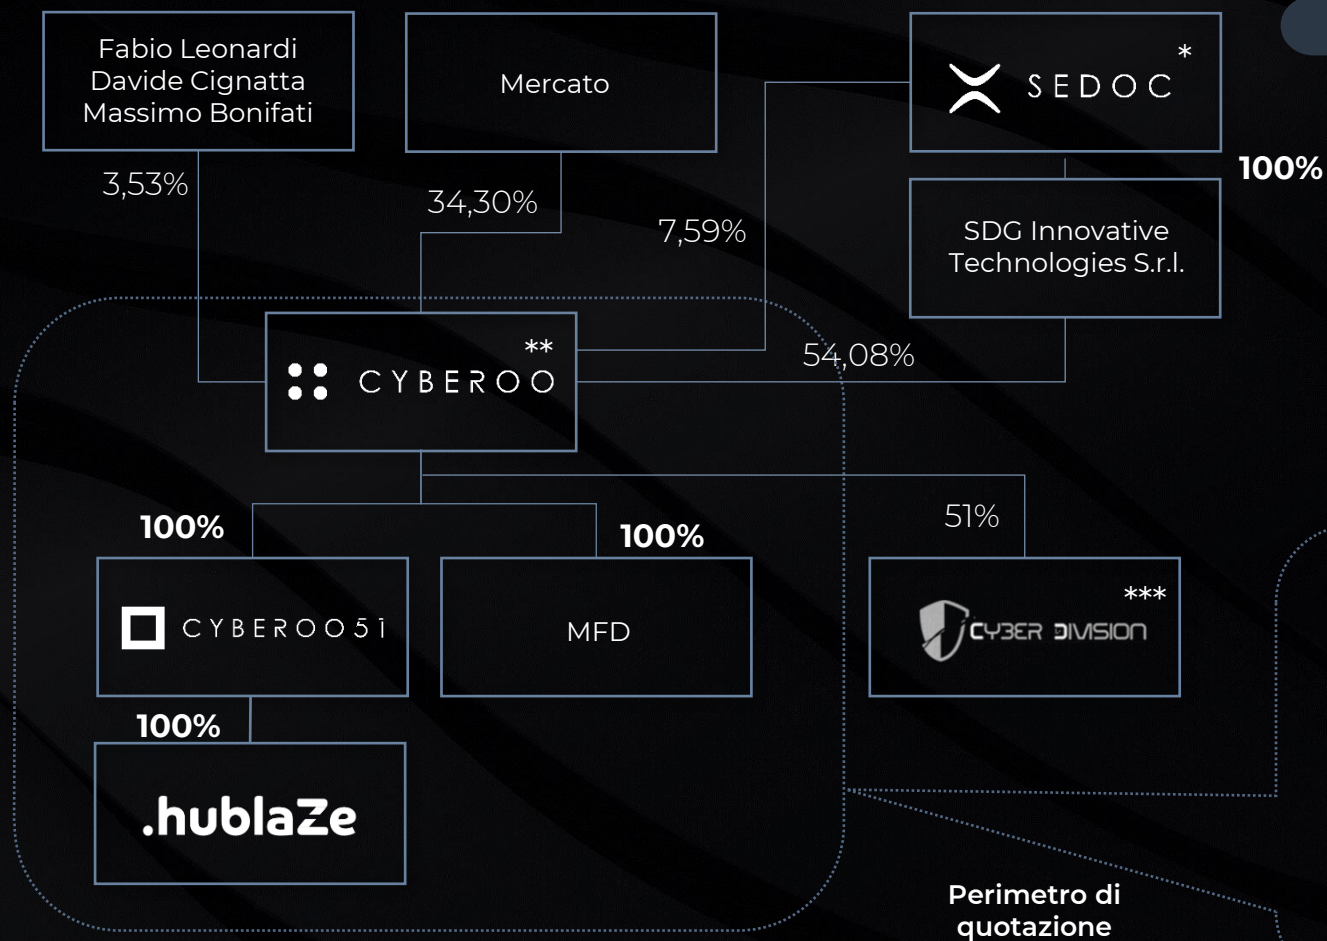 Fabio Leonardi
Davide Cignatta
Massimo Bonifati
Mercato
*
SEDOC
100%
3,53%
34,30%
7,59%
SDG Innovative
Technologies S.r.l.
**
CYBEROO
54,08%
100%
100%
51%
CYBEROO51
MFD
***
CYBER DIVISION
100%
.hublaze
Perimetro di
quotazione